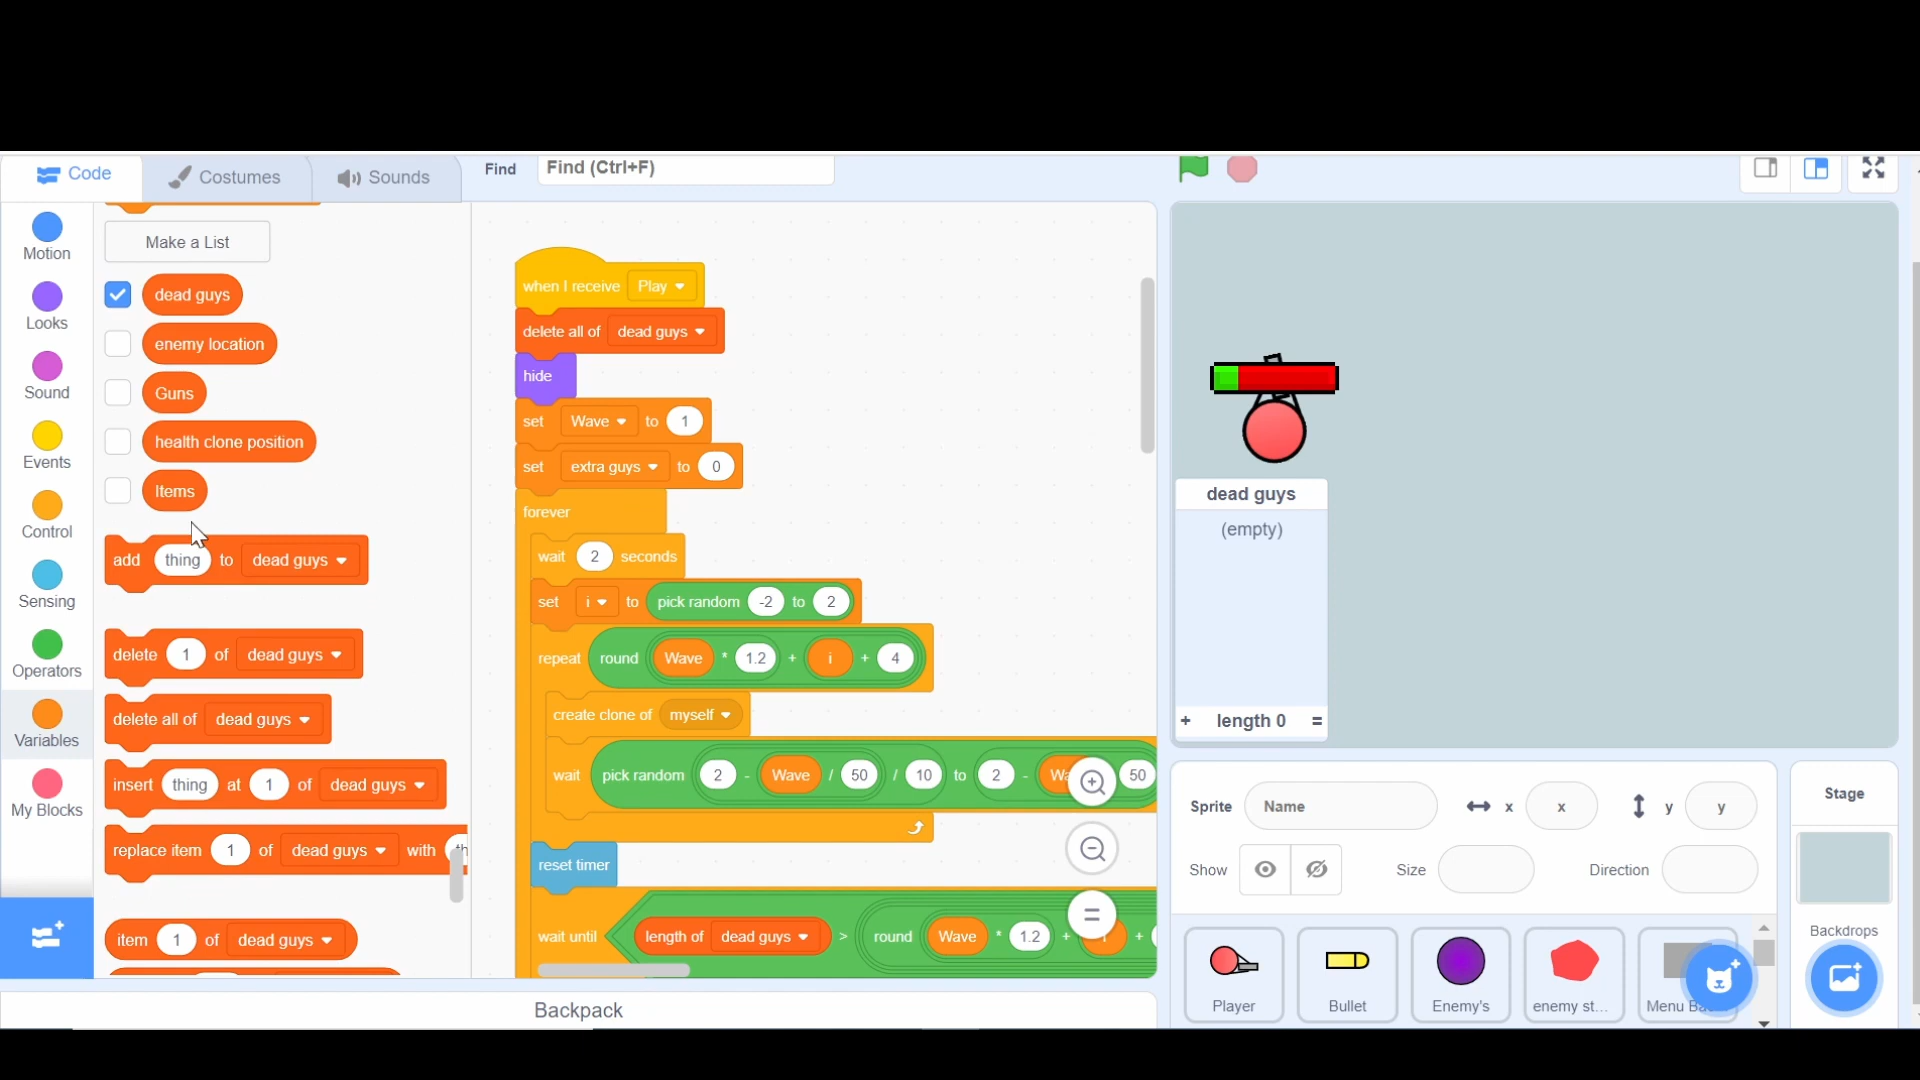 Code
Costumes
Sounds
Find
Find (Ctrl+F)
Motion
Looks
Sound
Events
Control
Sensing
Operators
Variables
My Blocks
Make a List
dead guys
enemy location
Guns
health clone position
Items
add thing to dead guys
delete 1 of dead guys
delete all of dead guys
insert thing at 1 of dead guys
replace item 1 of dead guys with th
item 1 of dead guys
when I receive Play
delete all of dead guys
hide
set Wave to 1
set extra guys to 0
forever
wait 2 seconds
set i to pick random -2 to 2
repeat round Wave * 1.2 + i + 4
create clone of myself
wait pick random 2 - Wave / 50 / 10 to 2 - Wa 50
reset timer
wait until length of dead guys > round Wave * 1.2 + i +
Backpack
dead guys
(empty)
+ length 0 =
Sprite Name x x y y
Show Size Direction
Player
Bullet
Enemy's
enemy st...
Menu Ba
Stage
Backdrops